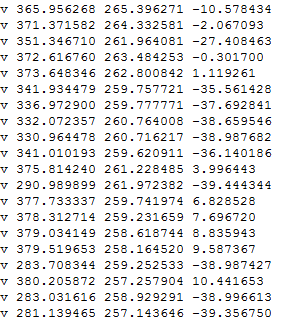 ▽ 365.956268 265.396271 -10.578434
▽ 371.371582 264.332581 -2.067093
▽ 351.346710 261.964081 -27.408463
▽ 372.616760 263.484253 -0.301700
▽ 373.648346 262.800842 1.119261
▽ 341.934479 259.757721 -35.561428
▽ 336.972900 259.777771 -37.692841
▽ 332.072357 260.764008 -38.659546
▽ 330.964478 260.716217 -38.987682
▽ 341.010193 259.620911 -36.140186
▽ 375.814240 261.228485 3.996443
▽ 290.989899 261.972382 -39.444344
▽ 377.733337 259.741974 6.828528
▽ 378.312714 259.231659 7.696720
▽ 379.034149 258.618744 8.835943
▽ 379.519653 258.164520 9.587367
▽ 283.708344 259.252533 -38.987427
▽ 380.205872 257.257904 10.441653
▽ 283.031616 258.929291 -38.996613
▽ 281.139465 257.143646 -39.356750